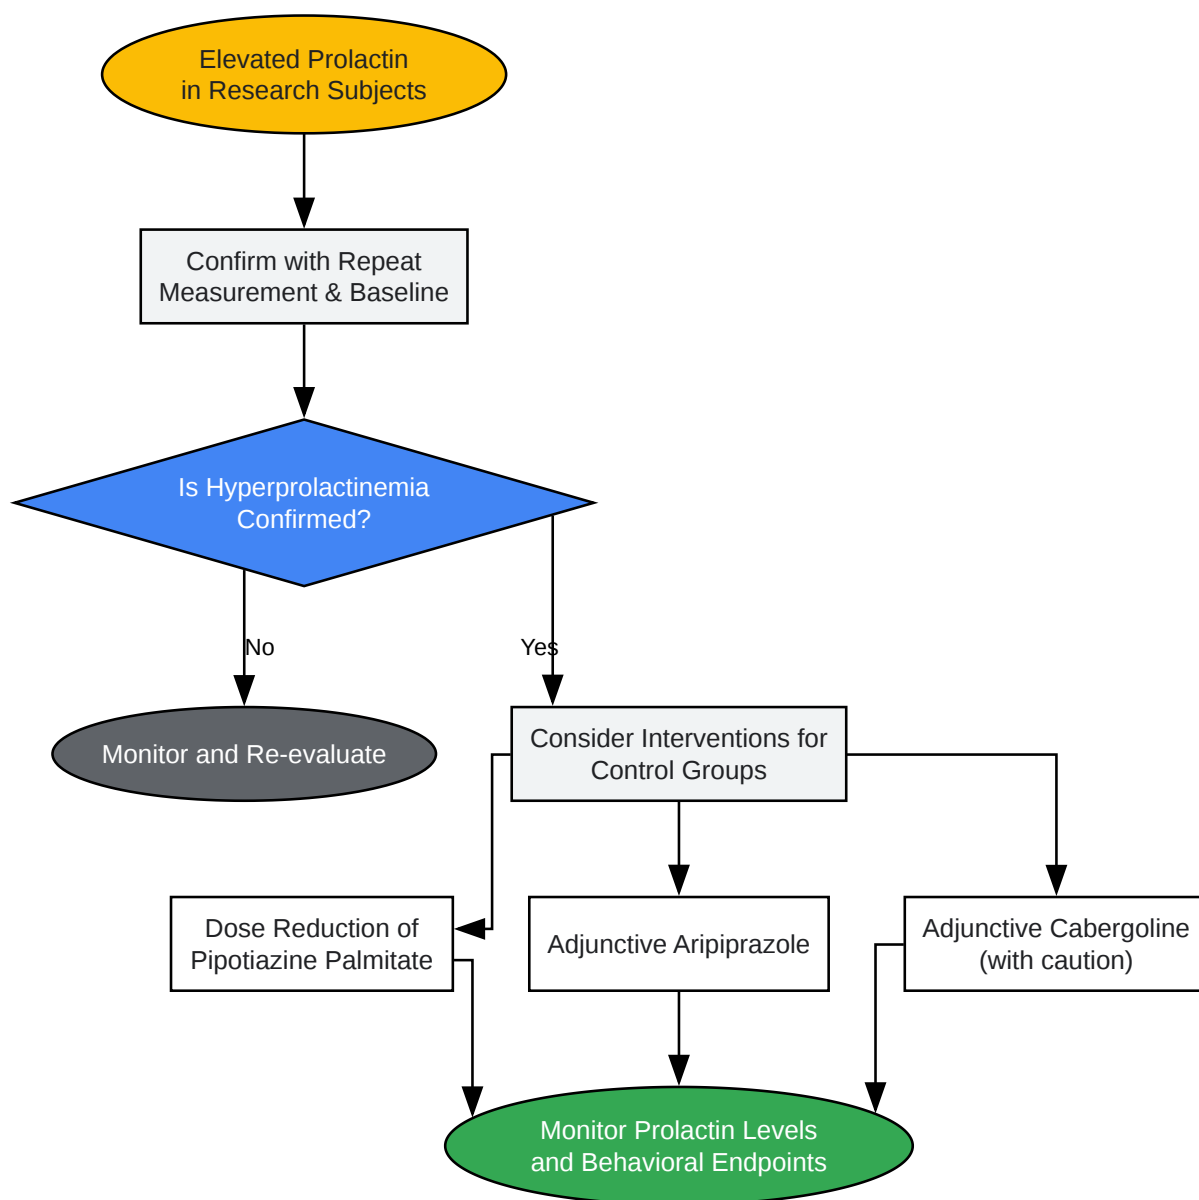 Elevated Prolactin
in Research Subjects
Confirm with Repeat
Measurement & Baseline
Is Hyperprolactinemia
Confirmed?
No
Yes
Monitor and Re-evaluate
Consider Interventions for
Control Groups
Dose Reduction of
Pipotiazine Palmitate
Adjunctive Aripiprazole
Adjunctive Cabergoline
(with caution)
Monitor Prolactin Levels
and Behavioral Endpoints